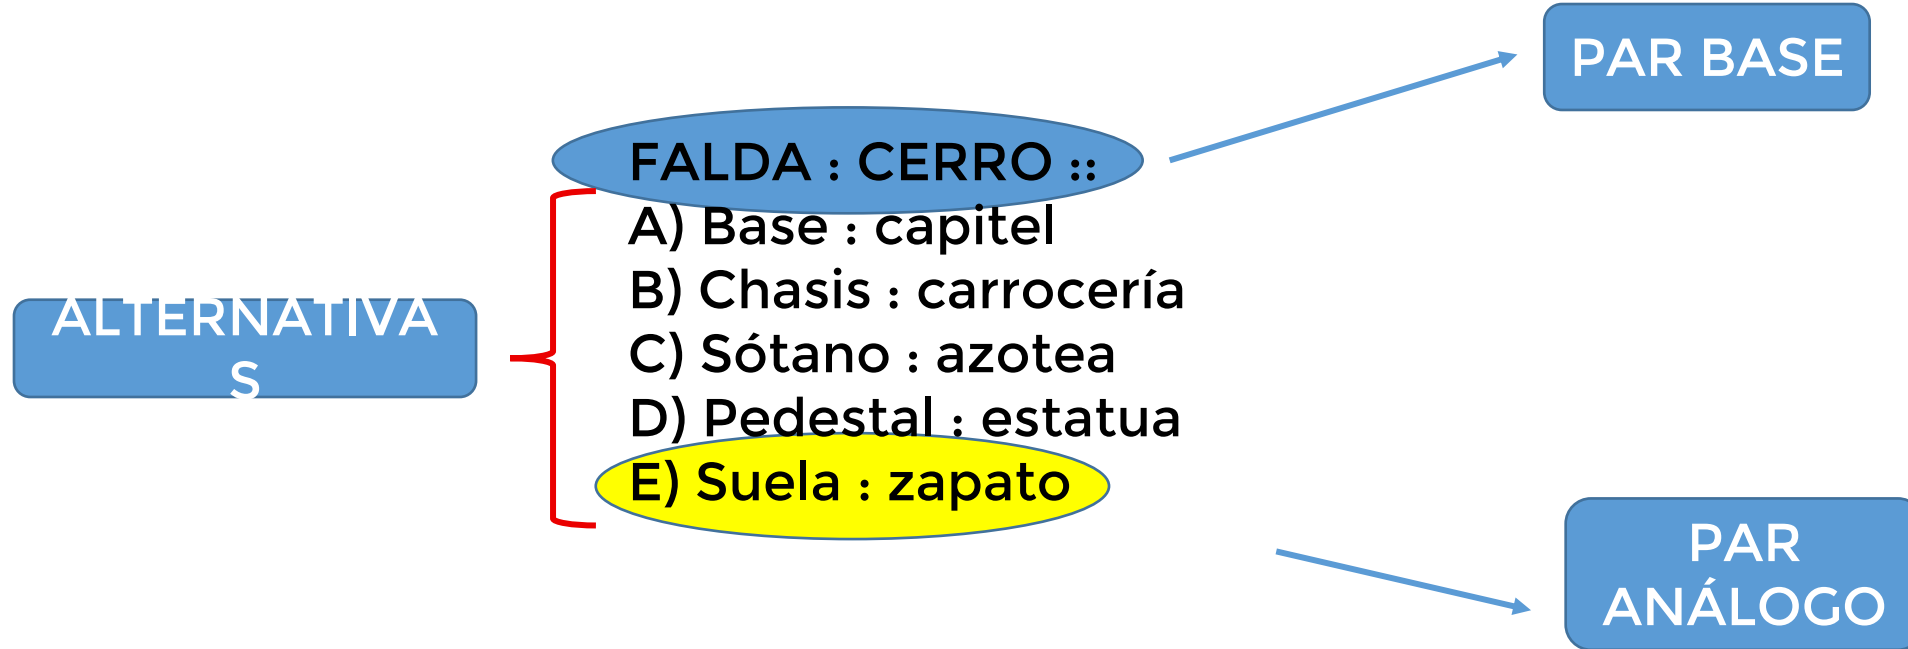 PAR BASE
FALDA : CERRO ::
A) Base : capitel
B) Chasis : carrocería
C) Sótano : azotea
D) Pedestal : estatua
E) Suela : zapato
ALTERNATIVA
S
PAR
ANÁLOGO